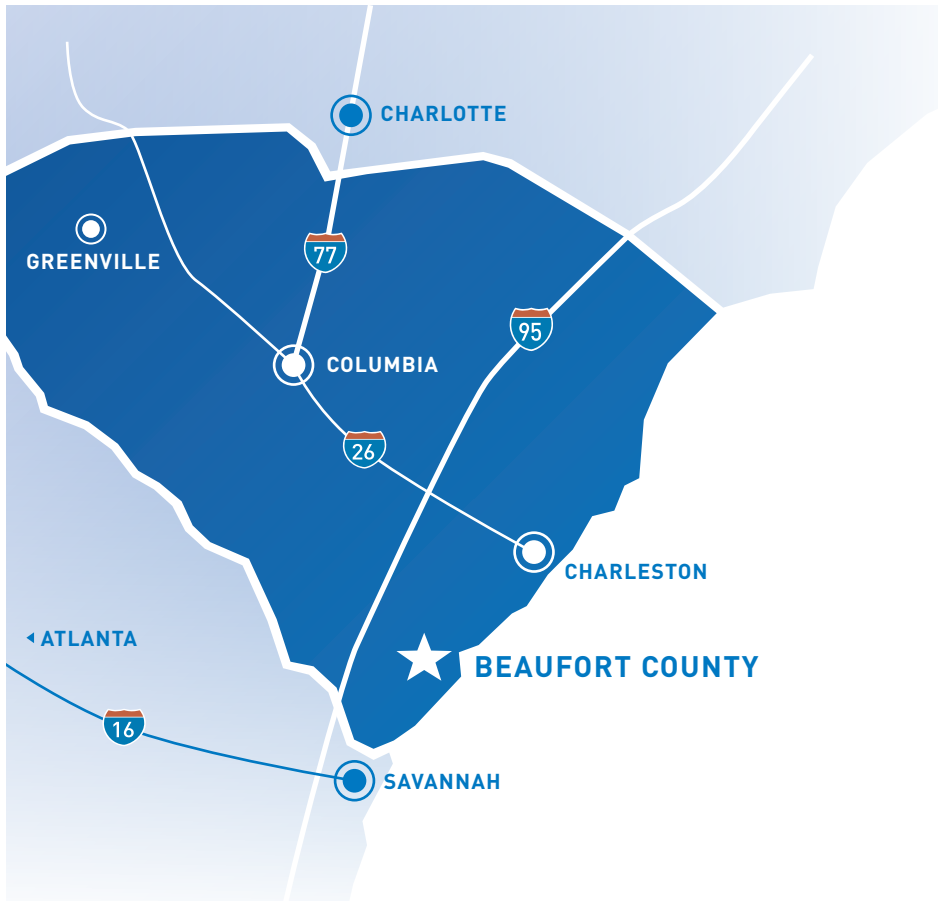 CHARLOTTE
GREENVILLE
77
95
COLUMBIA
26
CHARLESTON
ATLANTA
BEAUFORT COUNTY
16
SAVANNAH